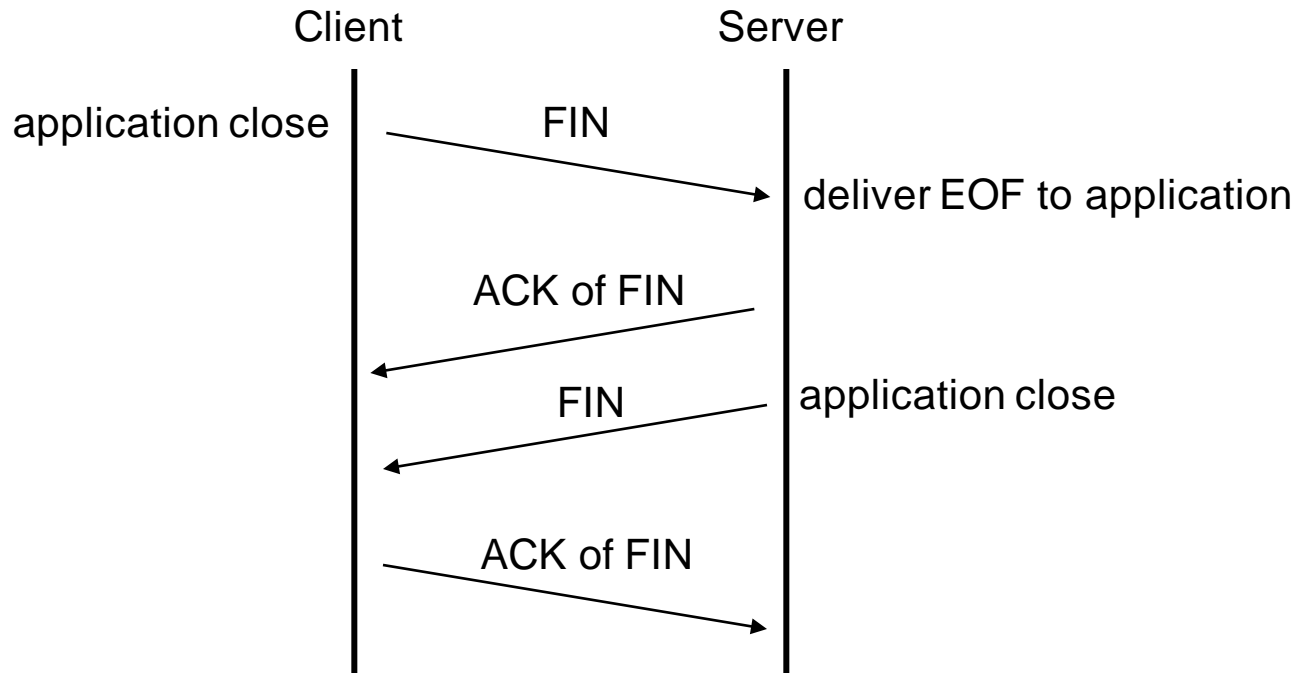 Client
Server
application close
FIN
deliver EOF to application
ACK of FIN
FIN
application close
ACK of FIN